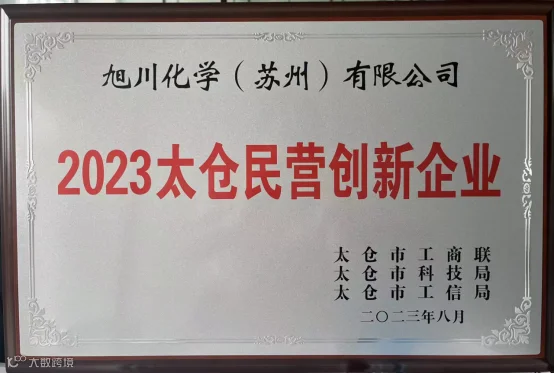 旭川化学（苏州）有限公司
2023太仓民营创新企业
太仓市工商联
太仓市科技局
太仓市工信局
二〇二三年八月
大数跨境